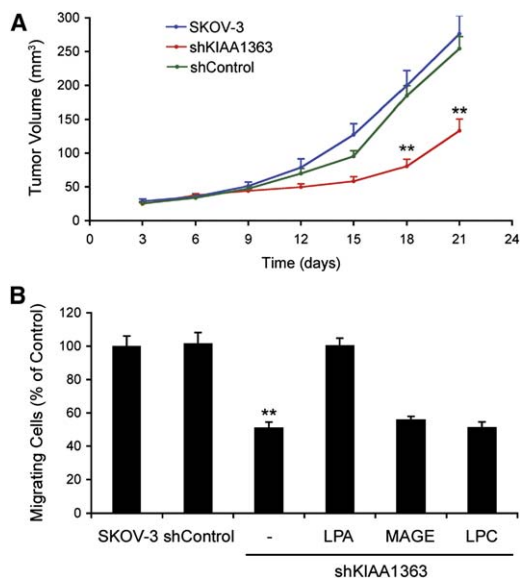 A
Tumor Volume (mm³)
300
250
200
150
100
50
0
SKOV-3
shKIAA1363
shControl
**
**
0 3 6 9 12 15 18 21 24
Time (days)
B
Migrating Cells (% of Control)
120
100
80
60
40
20
0
**
SKOV-3 shControl - LPA MAGE LPC
shKIAA1363